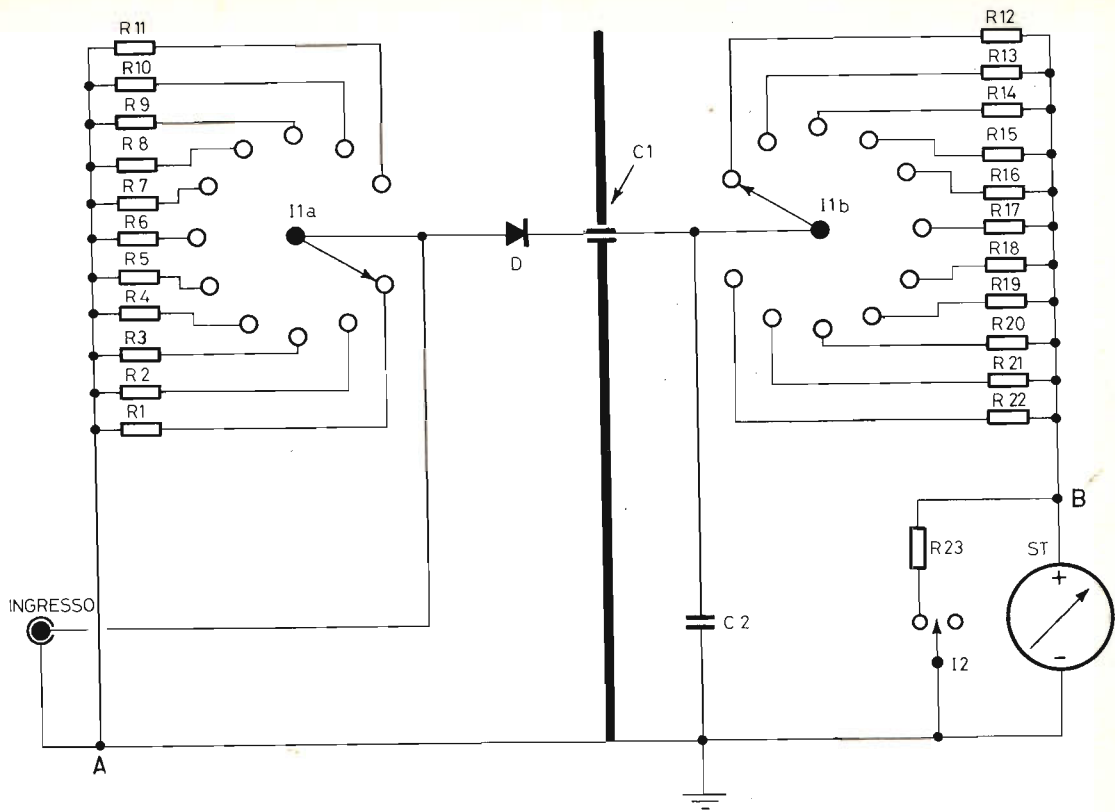 R11
R10
R9
R8
R7
R6
R5
R4
R3
R2
R1
I1a
D
C1
I1b
R12
R13
R14
R15
R16
R17
R18
R19
R20
R21
R22
B
R23
ST
+
−
I2
C2
INGRESSO
A